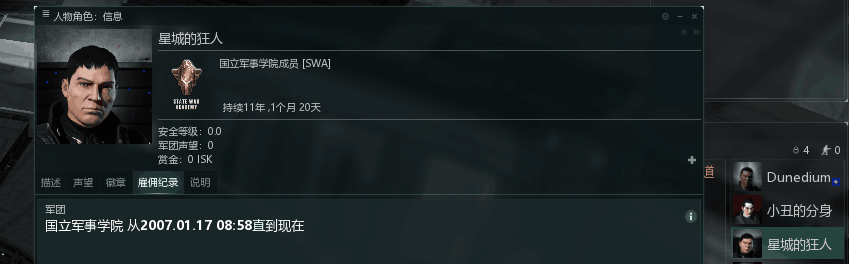 人物角色：信息
星城的狂人
国立军事学院成员 [SWA]
STATE WAR
ACADEMY
持续11年 ,1个月 20天
安全等级：0.0
军团声望：0
赏金：0 ISK
描述 声望 徽章 雇佣纪录 说明
军团
国立军事学院 从2007.01.17 08:58直到现在
4 0
首
Dunedium
小丑的分身
星城的狂人